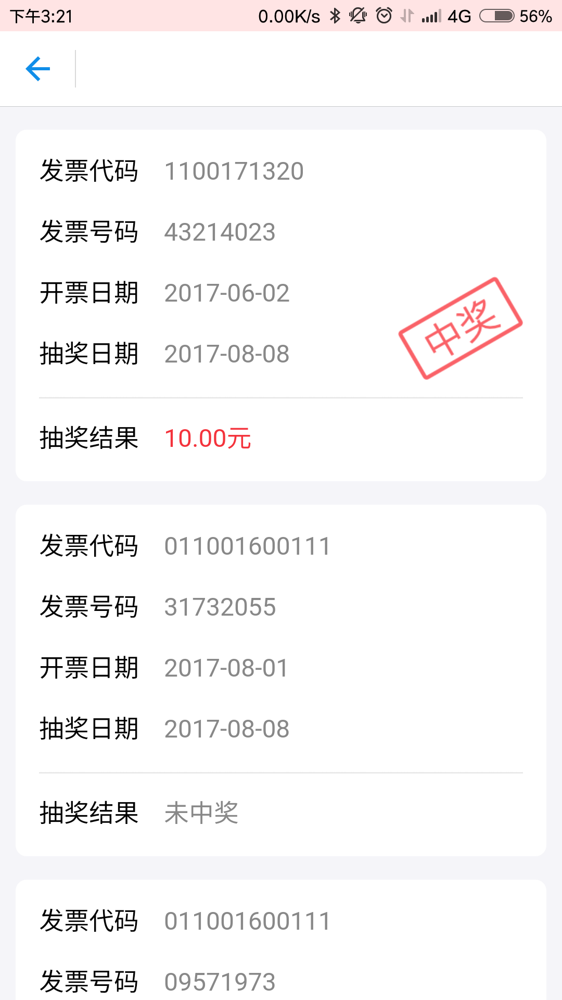 下午3:21 0.00K/s 4G 56%
发票代码 1100171320
发票号码 43214023
开票日期 2017-06-02
抽奖日期 2017-08-08
中奖
抽奖结果 10.00元
发票代码 011001600111
发票号码 31732055
开票日期 2017-08-01
抽奖日期 2017-08-08
抽奖结果 未中奖
发票代码 011001600111
发票号码 09571973